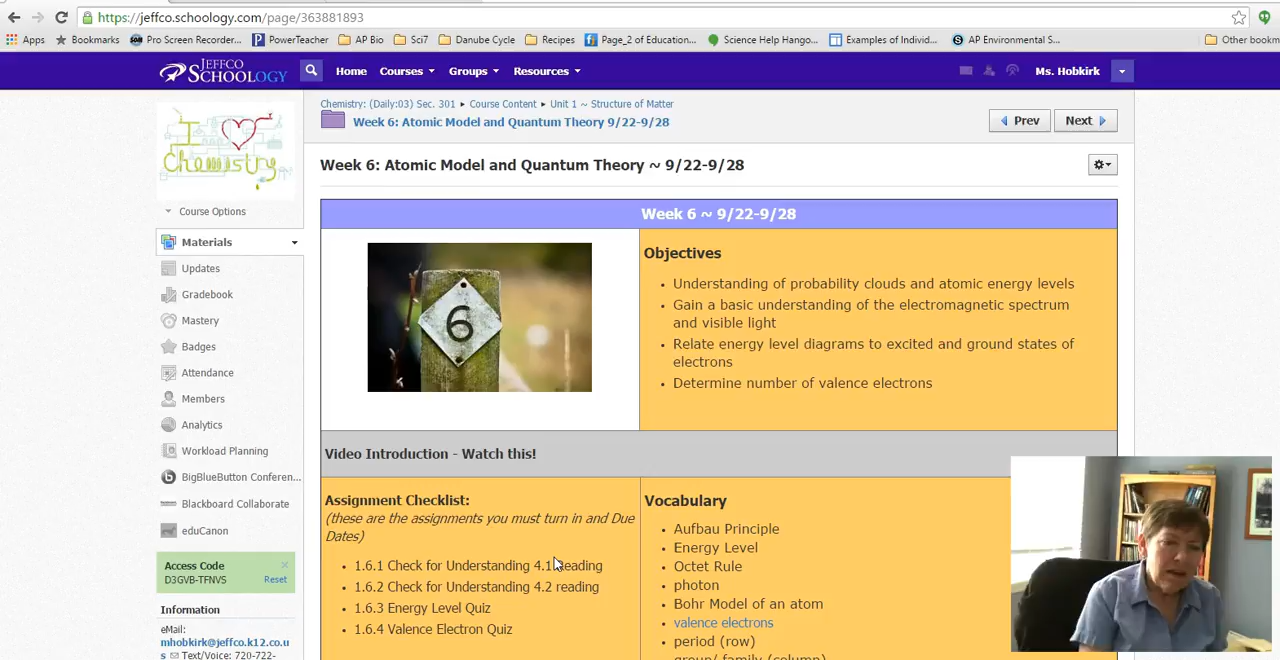 https://jeffco.schoology.com/page/363881893
Apps Bookmarks Pro Screen Recorder... PowerTeacher AP Bio Sci7 Danube Cycle Recipes Page_2 of Education... Science Help Hango... Examples of Individ... AP Environmental S... Other bookm
JEFFCO
SCHOOLOGY Home Courses Groups Resources Ms. Hobkirk
Chemistry: (Daily:03) Sec. 301 Course Content Unit 1 ~ Structure of Matter
Week 6: Atomic Model and Quantum Theory 9/22-9/28
Prev Next
I
Chemistry
Course Options
Materials
Updates
Gradebook
Mastery
Badges
Attendance
Members
Analytics
Workload Planning
BigBlueButton Conferen...
Blackboard Collaborate
eduCanon
Access Code
D3GVB-TFNVS Reset
Information
eMail:
mhobkirk@jeffco.k12.co.u
s Text/Voice: 720-722-
Week 6: Atomic Model and Quantum Theory ~ 9/22-9/28
Week 6 ~ 9/22-9/28
6
Objectives
Understanding of probability clouds and atomic energy levels
Gain a basic understanding of the electromagnetic spectrum
and visible light
Relate energy level diagrams to excited and ground states of
electrons
Determine number of valence electrons
Video Introduction - Watch this!
Assignment Checklist:
(these are the assignments you must turn in and Due
Dates)
1.6.1 Check for Understanding 4.1 reading
1.6.2 Check for Understanding 4.2 reading
1.6.3 Energy Level Quiz
1.6.4 Valence Electron Quiz
Vocabulary
Aufbau Principle
Energy Level
Octet Rule
photon
Bohr Model of an atom
valence electrons
period (row)
group/ family (column)